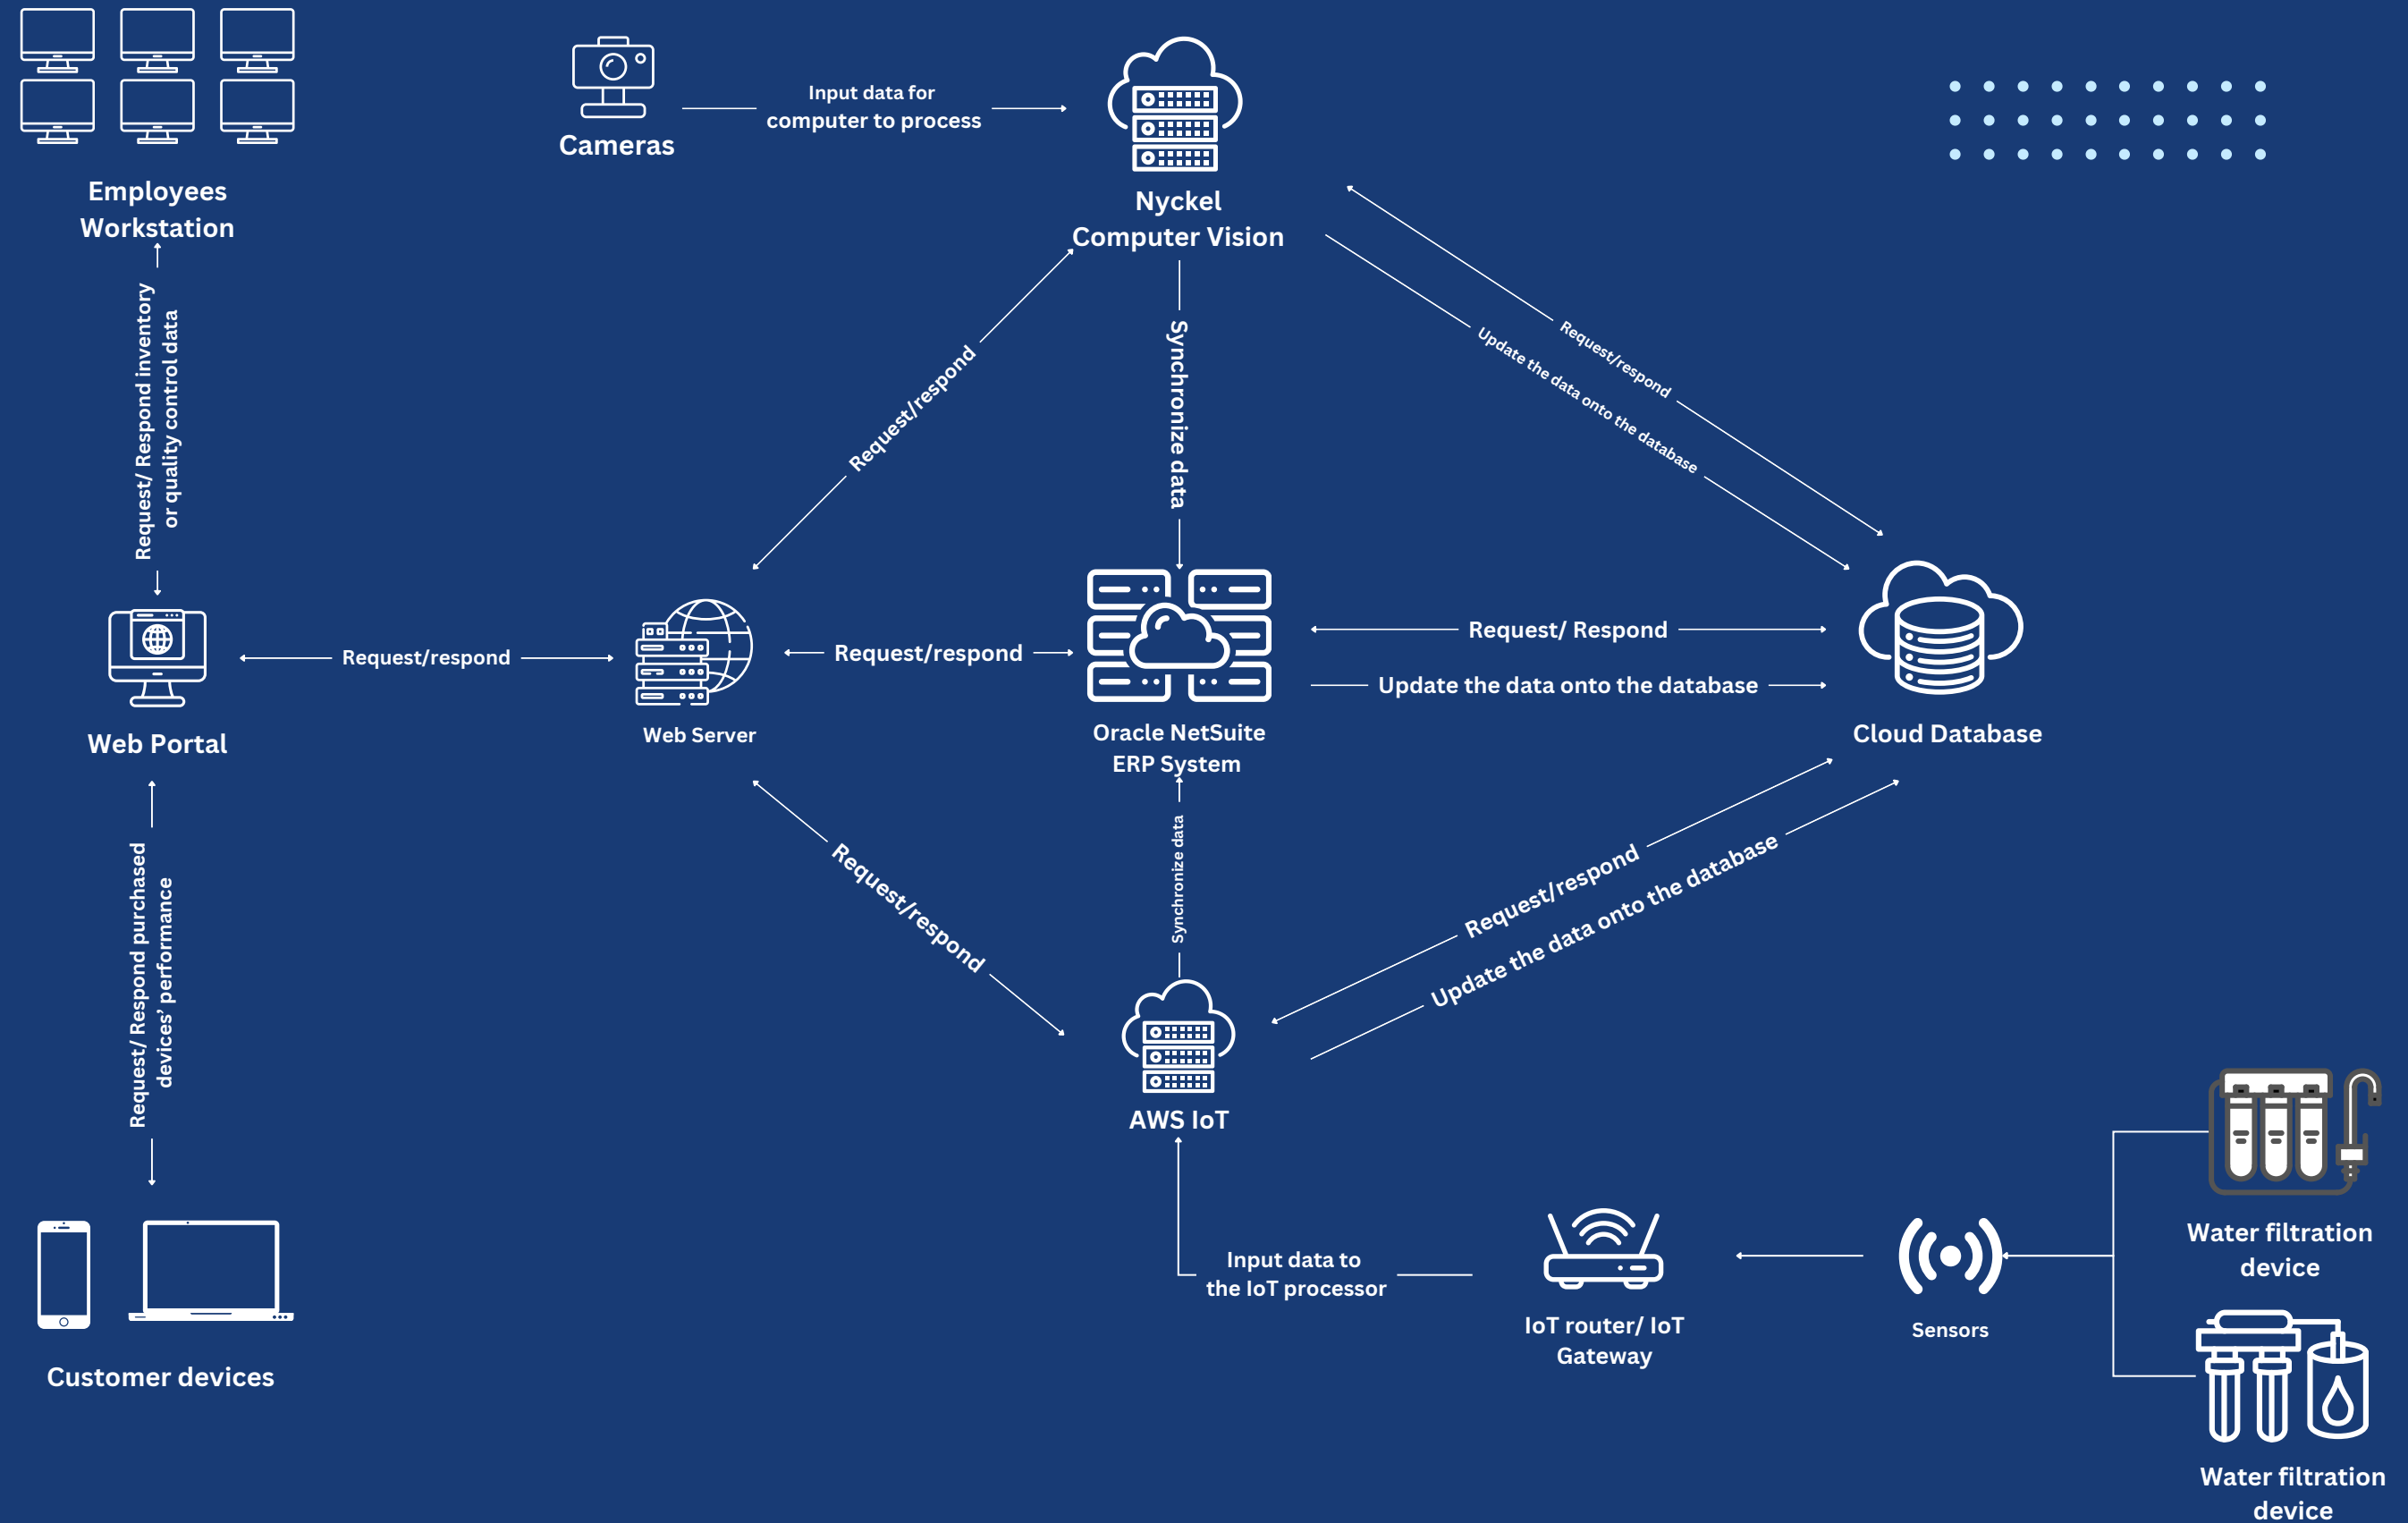 Input data for
computer to process
Cameras
Employees
Workstation
Nyckel
Computer Vision
Request/ Respond inventory
or quality control data
Request/respond
Synchronize data
Request/respond
Update the data onto the database
Request/respond
Request/respond
Request/ Respond
Update the data onto the database
Web Portal
Web Server
Oracle NetSuite
ERP System
Cloud Database
Request/ Respond purchased
devices’ performance
Request/respond
Synchronize data
Request/respond
Update the data onto the database
AWS IoT
Input data to
the IoT processor
IoT router/ IoT
Gateway
Sensors
Water filtration
device
Customer devices
Water filtration
device